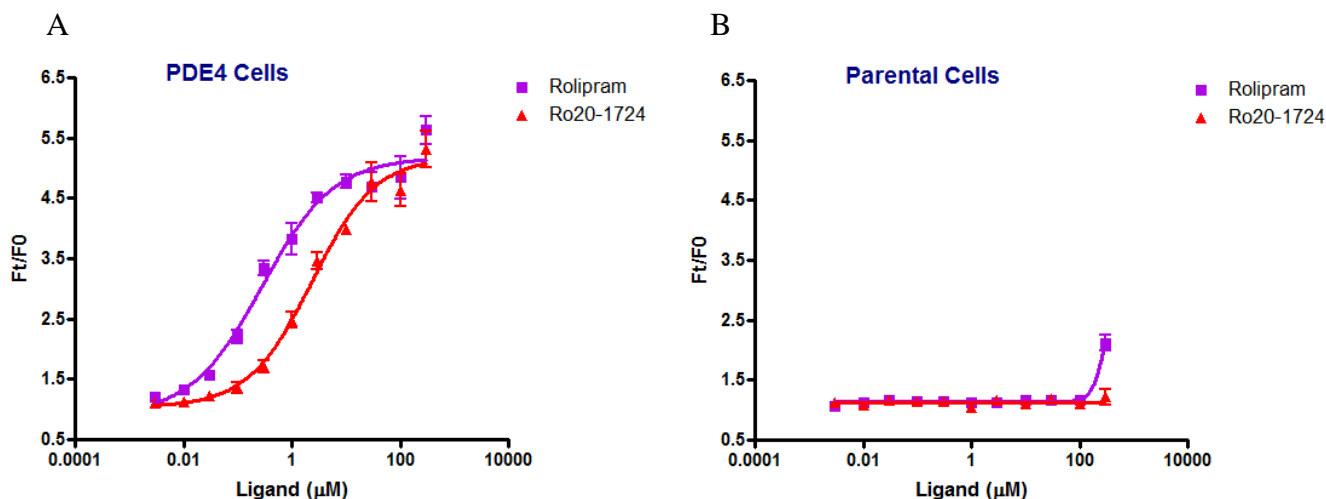 A
PDE4 Cells
Rolipram
Ro20-1724
6.5
5.5
4.5
3.5
2.5
1.5
0.5
Ft/F0
0.0001
0.01
1
100
10000
Ligand (μM)
B
Parental Cells
Rolipram
Ro20-1724
6.5
5.5
4.5
3.5
2.5
1.5
0.5
Ft/F0
0.0001
0.01
1
100
10000
Ligand (μM)